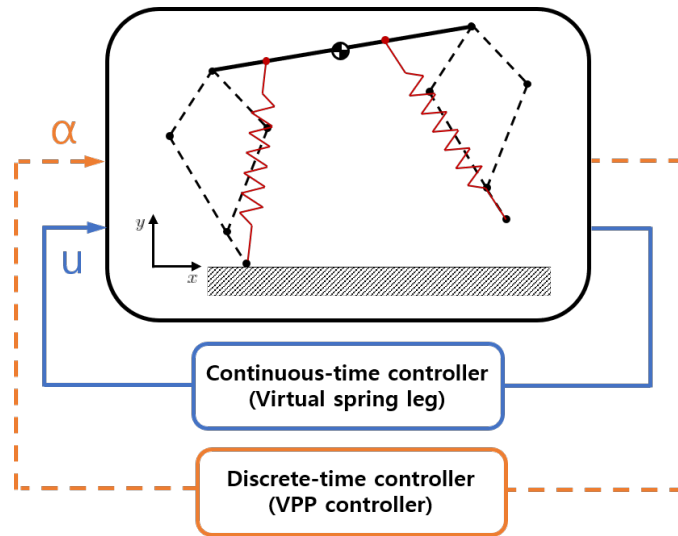 α
u
y
x
Continuous-time controller
(Virtual spring leg)
Discrete-time controller
(VPP controller)